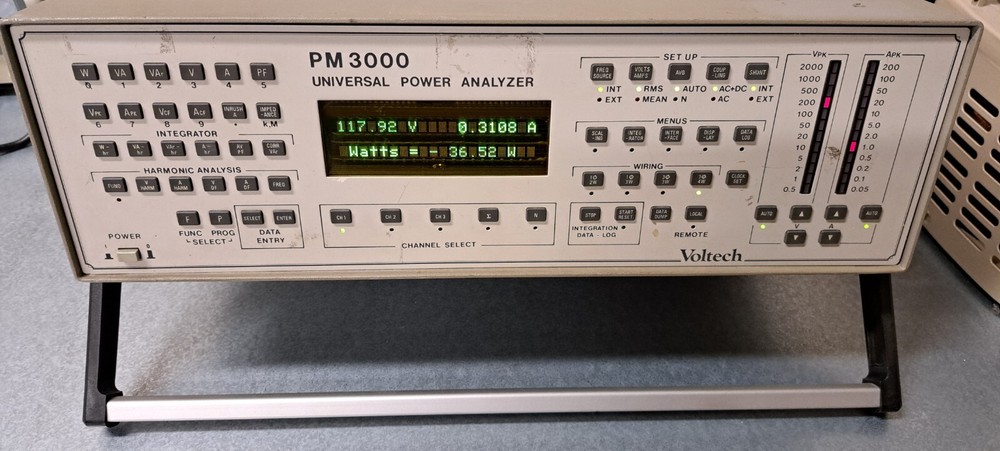 PM3000
UNIVERSAL POWER ANALYZER
117.92 V 0.3108 A
Watts = - 36.52 W
W VA VAr V A PF
0 1 2 3 4 5
VPK APK VCF ACF INRUSH IMPED-ANCE
6 7 8 9 . k,M
INTEGRATOR
W-hr VA-hr VAr-hr A-hr AV PF CORR VAr
HARMONIC ANALYSIS
FUND V HARM A HARM V DF A DF FREQ
F P SELECT ENTER
FUNC PROG
SELECT
DATA
ENTRY
POWER
1 0
CH1 CH2 CH3 Σ N
CHANNEL SELECT
SET UP
FREQ SOURCE VOLTS AMPS AVG COUP-LING SHUNT
INT RMS AUTO AC+DC INT
EXT MEAN N AC EXT
MENUS
SCAL-ING INTEG-RATOR INTER-FACE DISP-LAY DATA LOG
WIRING
CLOCK SET
STOP START RESET DATA DUMP LOCAL
INTEGRATION
DATA - LOG
REMOTE
VPK
2000
1000
500
200
100
50
20
10
5
2
1
0.5
APK
200
100
50
20
10
5.0
2.0
1.0
0.5
0.2
0.1
0.05
AUTO AUTO
V A
Voltech